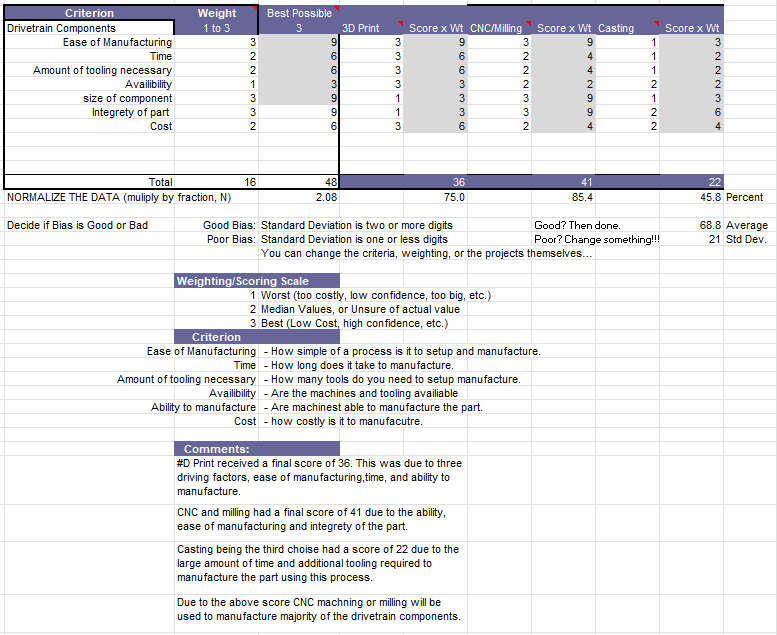 Criterion Weight Best Possible
Drivetrain Components 1 to 3 3 3D Print Score x Wt CNC/Milling Score x Wt Casting Score x Wt
Ease of Manufacturing 3 9 3 9 3 9 1 3
Time 2 6 3 6 2 4 1 2
Amount of tooling necessary 2 6 3 6 2 4 1 2
Availibility 1 3 3 3 2 2 2 2
size of component 3 9 1 3 3 9 1 3
Integrety of part 3 9 1 3 3 9 2 6
Cost 2 6 3 6 2 4 2 4
Total 16 48 36 41 22
NORMALIZE THE DATA (muliply by fraction, N) 2.08 75.0 85.4 45.8 Percent
Decide if Bias is Good or Bad Good Bias: Standard Deviation is two or more digits Good? Then done. 68.8 Average
Poor Bias: Standard Deviation is one or less digits Poor? Change something!!! 21 Std Dev.
You can change the criteria, weighting, or the projects themselves...
Weighting/Scoring Scale
1 Worst (too costly, low confidence, too big, etc.)
2 Median Values, or Unsure of actual value
3 Best (Low Cost, high confidence, etc.)
Criterion
Ease of Manufacturing - How simple of a process is it to setup and manufacture.
Time - How long does it take to manufacture.
Amount of tooling necessary - How many tools do you need to setup manufacture.
Availibility - Are the machines and tooling availiable
Ability to manufacture - Are machinest able to manufacture the part.
Cost - how costly is it to manufacutre.
Comments:
#D Print received a final score of 36. This was due to three
driving factors, ease of manufacturing,time, and ability to
manufacture.
CNC and milling had a final score of 41 due to the ability,
ease of manufacturing and integrety of the part.
Casting being the third choise had a score of 22 due to the
large amount of time and additional tooling required to
manufacture the part using this process.
Due to the above score CNC machning or milling will be
used to manufacture majority of the drivetrain components.